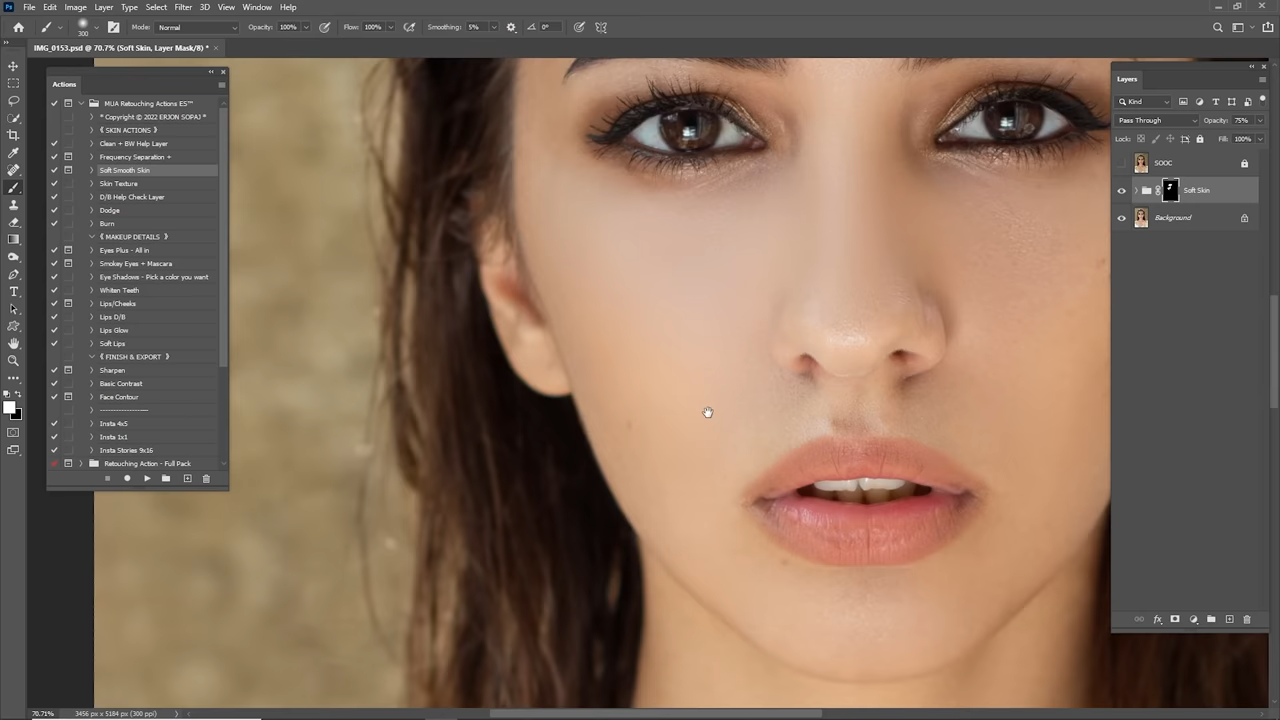 Ps File Edit Image Layer Type Select Filter 3D View Window Help
300 Mode: Normal Opacity: 100% Flow: 100% Smoothing: 5% 0°
IMG_0153.psd @ 70.7% (Soft Skin, Layer Mask/8) *
Actions
MUA Retouching Actions ES™
* Copyright © 2022 ERJON SOPAJ *
《 SKIN ACTIONS 》
Clean + BW Help Layer
Frequency Separation +
Soft Smooth Skin
Skin Texture
D/B Help Check Layer
Dodge
Burn
《 MAKEUP DETAILS 》
Eyes Plus - All in
Smokey Eyes + Mascara
Eye Shadows - Pick a color you want
Whiten Teeth
Lips/Cheeks
Lips D/B
Lips Glow
Soft Lips
《 FINISH & EXPORT 》
Sharpen
Basic Contrast
Face Contour
--------------------
Insta 4x5
Insta 1x1
Insta Stories 9x16
Retouching Action - Full Pack
Layers
Kind
Pass Through Opacity: 75%
Lock: Fill: 100%
SOOC
Soft Skin
Background
fx
70.71% 3456 px x 5184 px (300 ppi)